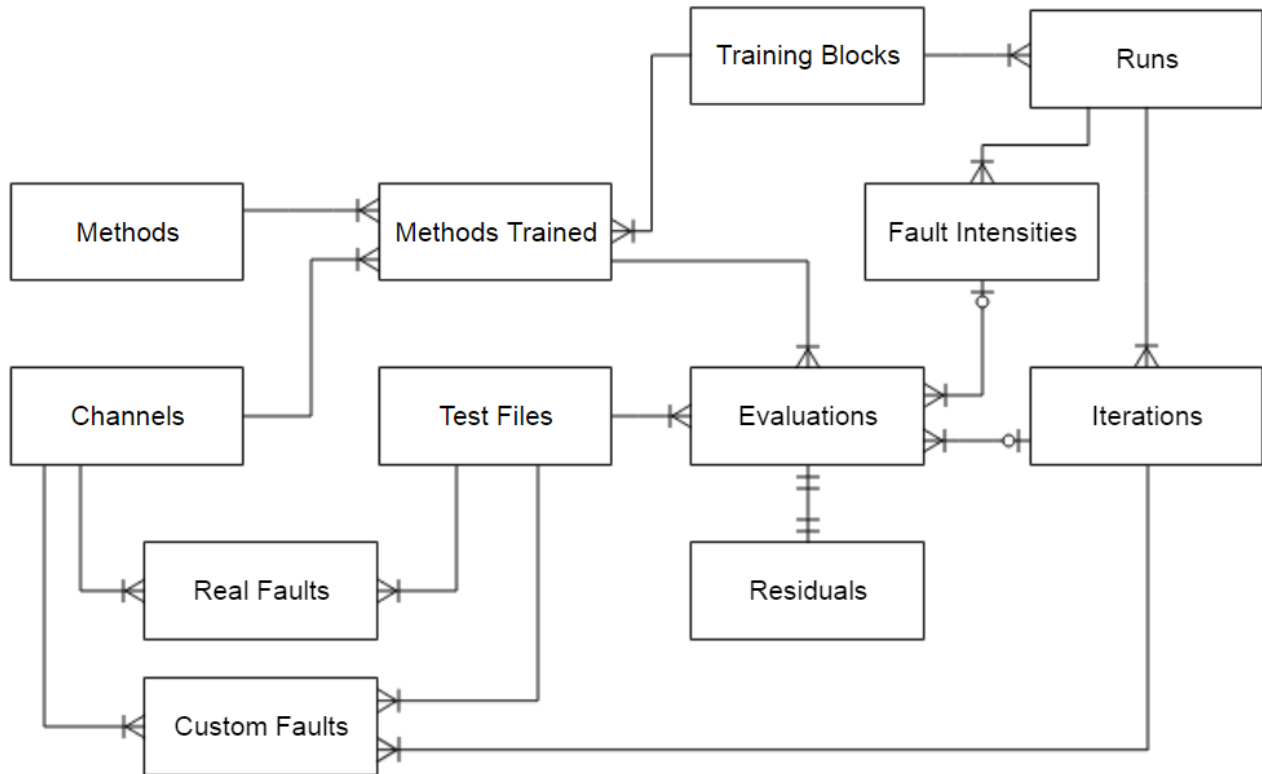 Training Blocks
Runs
Methods
Methods Trained
Fault Intensities
Channels
Test Files
Evaluations
Iterations
Real Faults
Residuals
Custom Faults